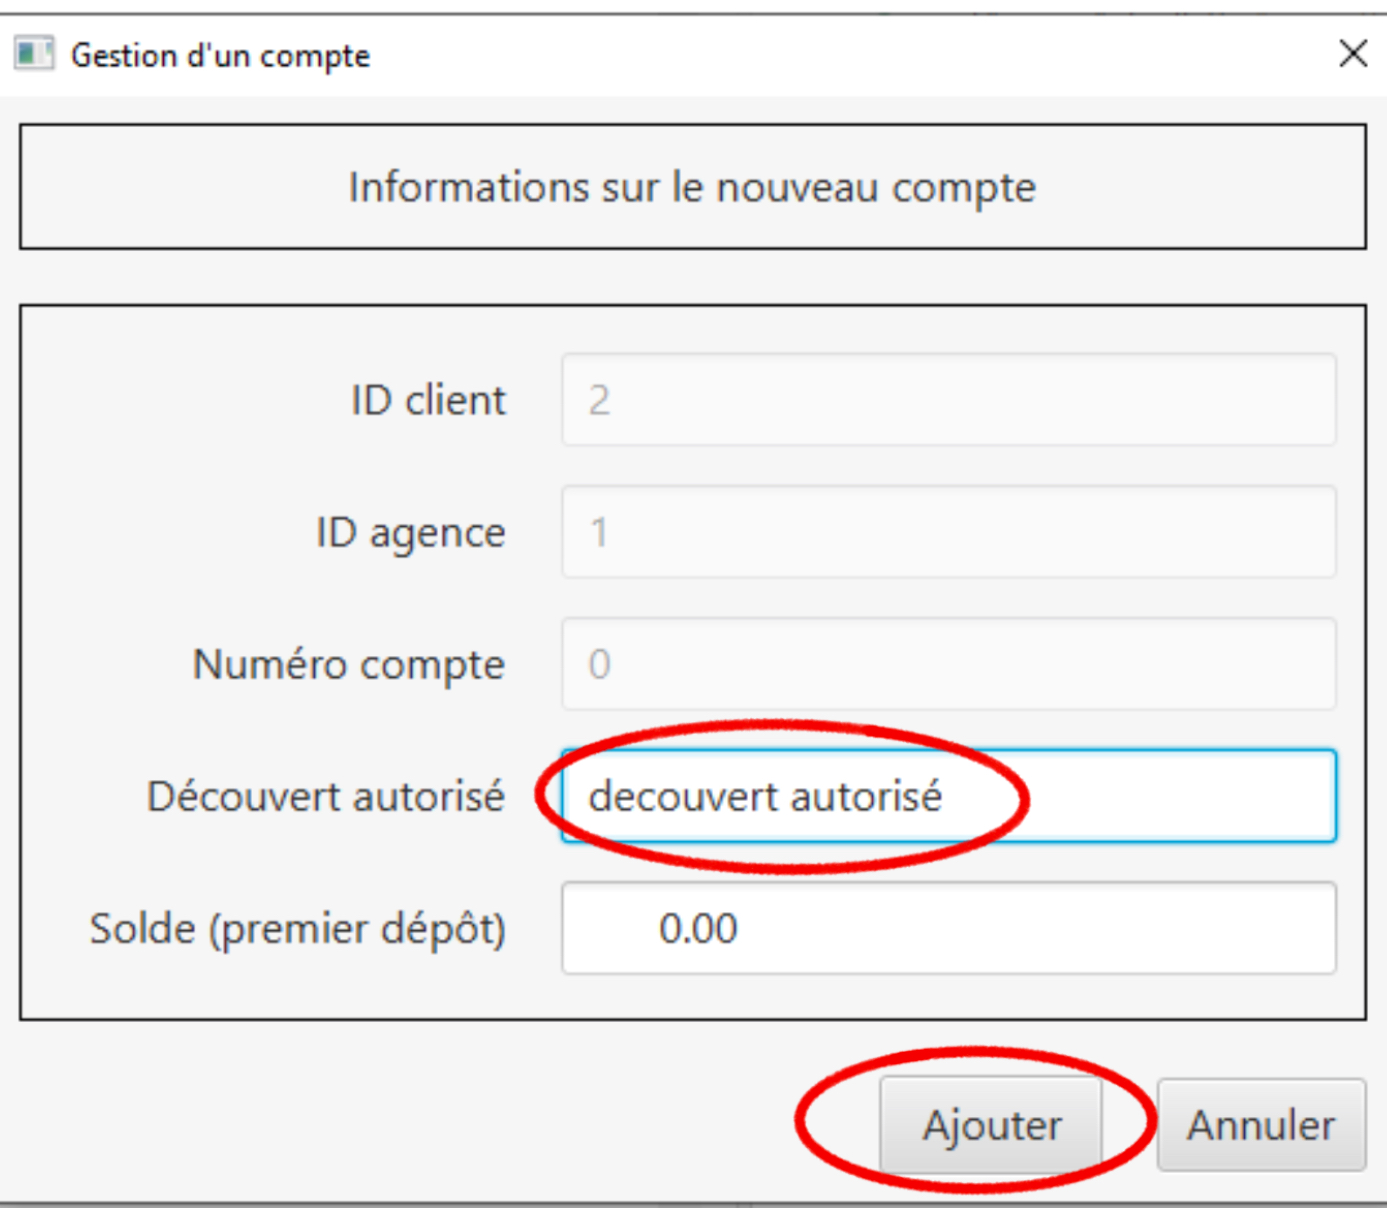 Gestion d'un compte
Informations sur le nouveau compte
ID client 2
ID agence 1
Numéro compte 0
Découvert autorisé decouvert autorisé
Solde (premier dépôt) 0.00
Ajouter Annuler